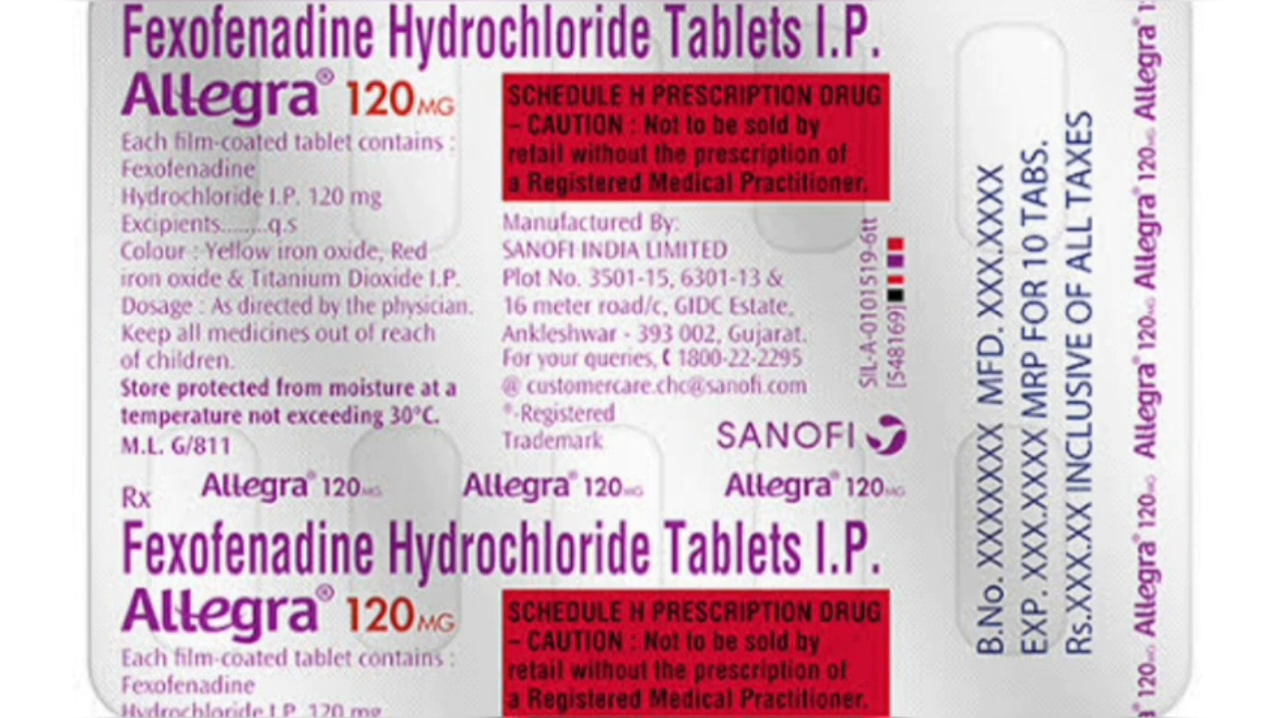 Fexofenadine Hydrochloride Tablets I.P.
Allegra® 120 MG
Each film-coated tablet contains :
Fexofenadine
Hydrochloride I.P. 120 mg
Excipients........q.s
Colour : Yellow iron oxide, Red
iron oxide & Titanium Dioxide I.P.
Dosage : As directed by the physician.
Keep all medicines out of reach
of children.
Store protected from moisture at a
temperature not exceeding 30°C.
M.L. G/811
SCHEDULE H PRESCRIPTION DRUG
– CAUTION : Not to be sold by
retail without the prescription of
a Registered Medical Practitioner.
Manufactured By:
SANOFI INDIA LIMITED
Plot No. 3501-15, 6301-13 &
16 meter road/c, GIDC Estate,
Ankleshwar - 393 002, Gujarat.
For your queries, 1800-22-2295
@ customercare.chc@sanofi.com
®-Registered
Trademark
SANOFI
SIL-A-0101519-6tt
[548169]
Rx
Allegra® 120 MG Allegra® 120 MG Allegra® 120 MG
Fexofenadine Hydrochloride Tablets I.P.
Allegra® 120 MG
Each film-coated tablet contains :
Fexofenadine
Hydrochloride I.P. 120 mg
SCHEDULE H PRESCRIPTION DRUG
– CAUTION : Not to be sold by
retail without the prescription of
a Registered Medical Practitioner.
B.No. XXXXXXX MFD. XXX.XXXX
EXP. XXX.XXXX MRP FOR 10 TABS.
Rs.XXX.XX INCLUSIVE OF ALL TAXES
® 120 MG Allegra® 120 MG Allegra® 120 MG Allegra® 120 MG Allegra® 1